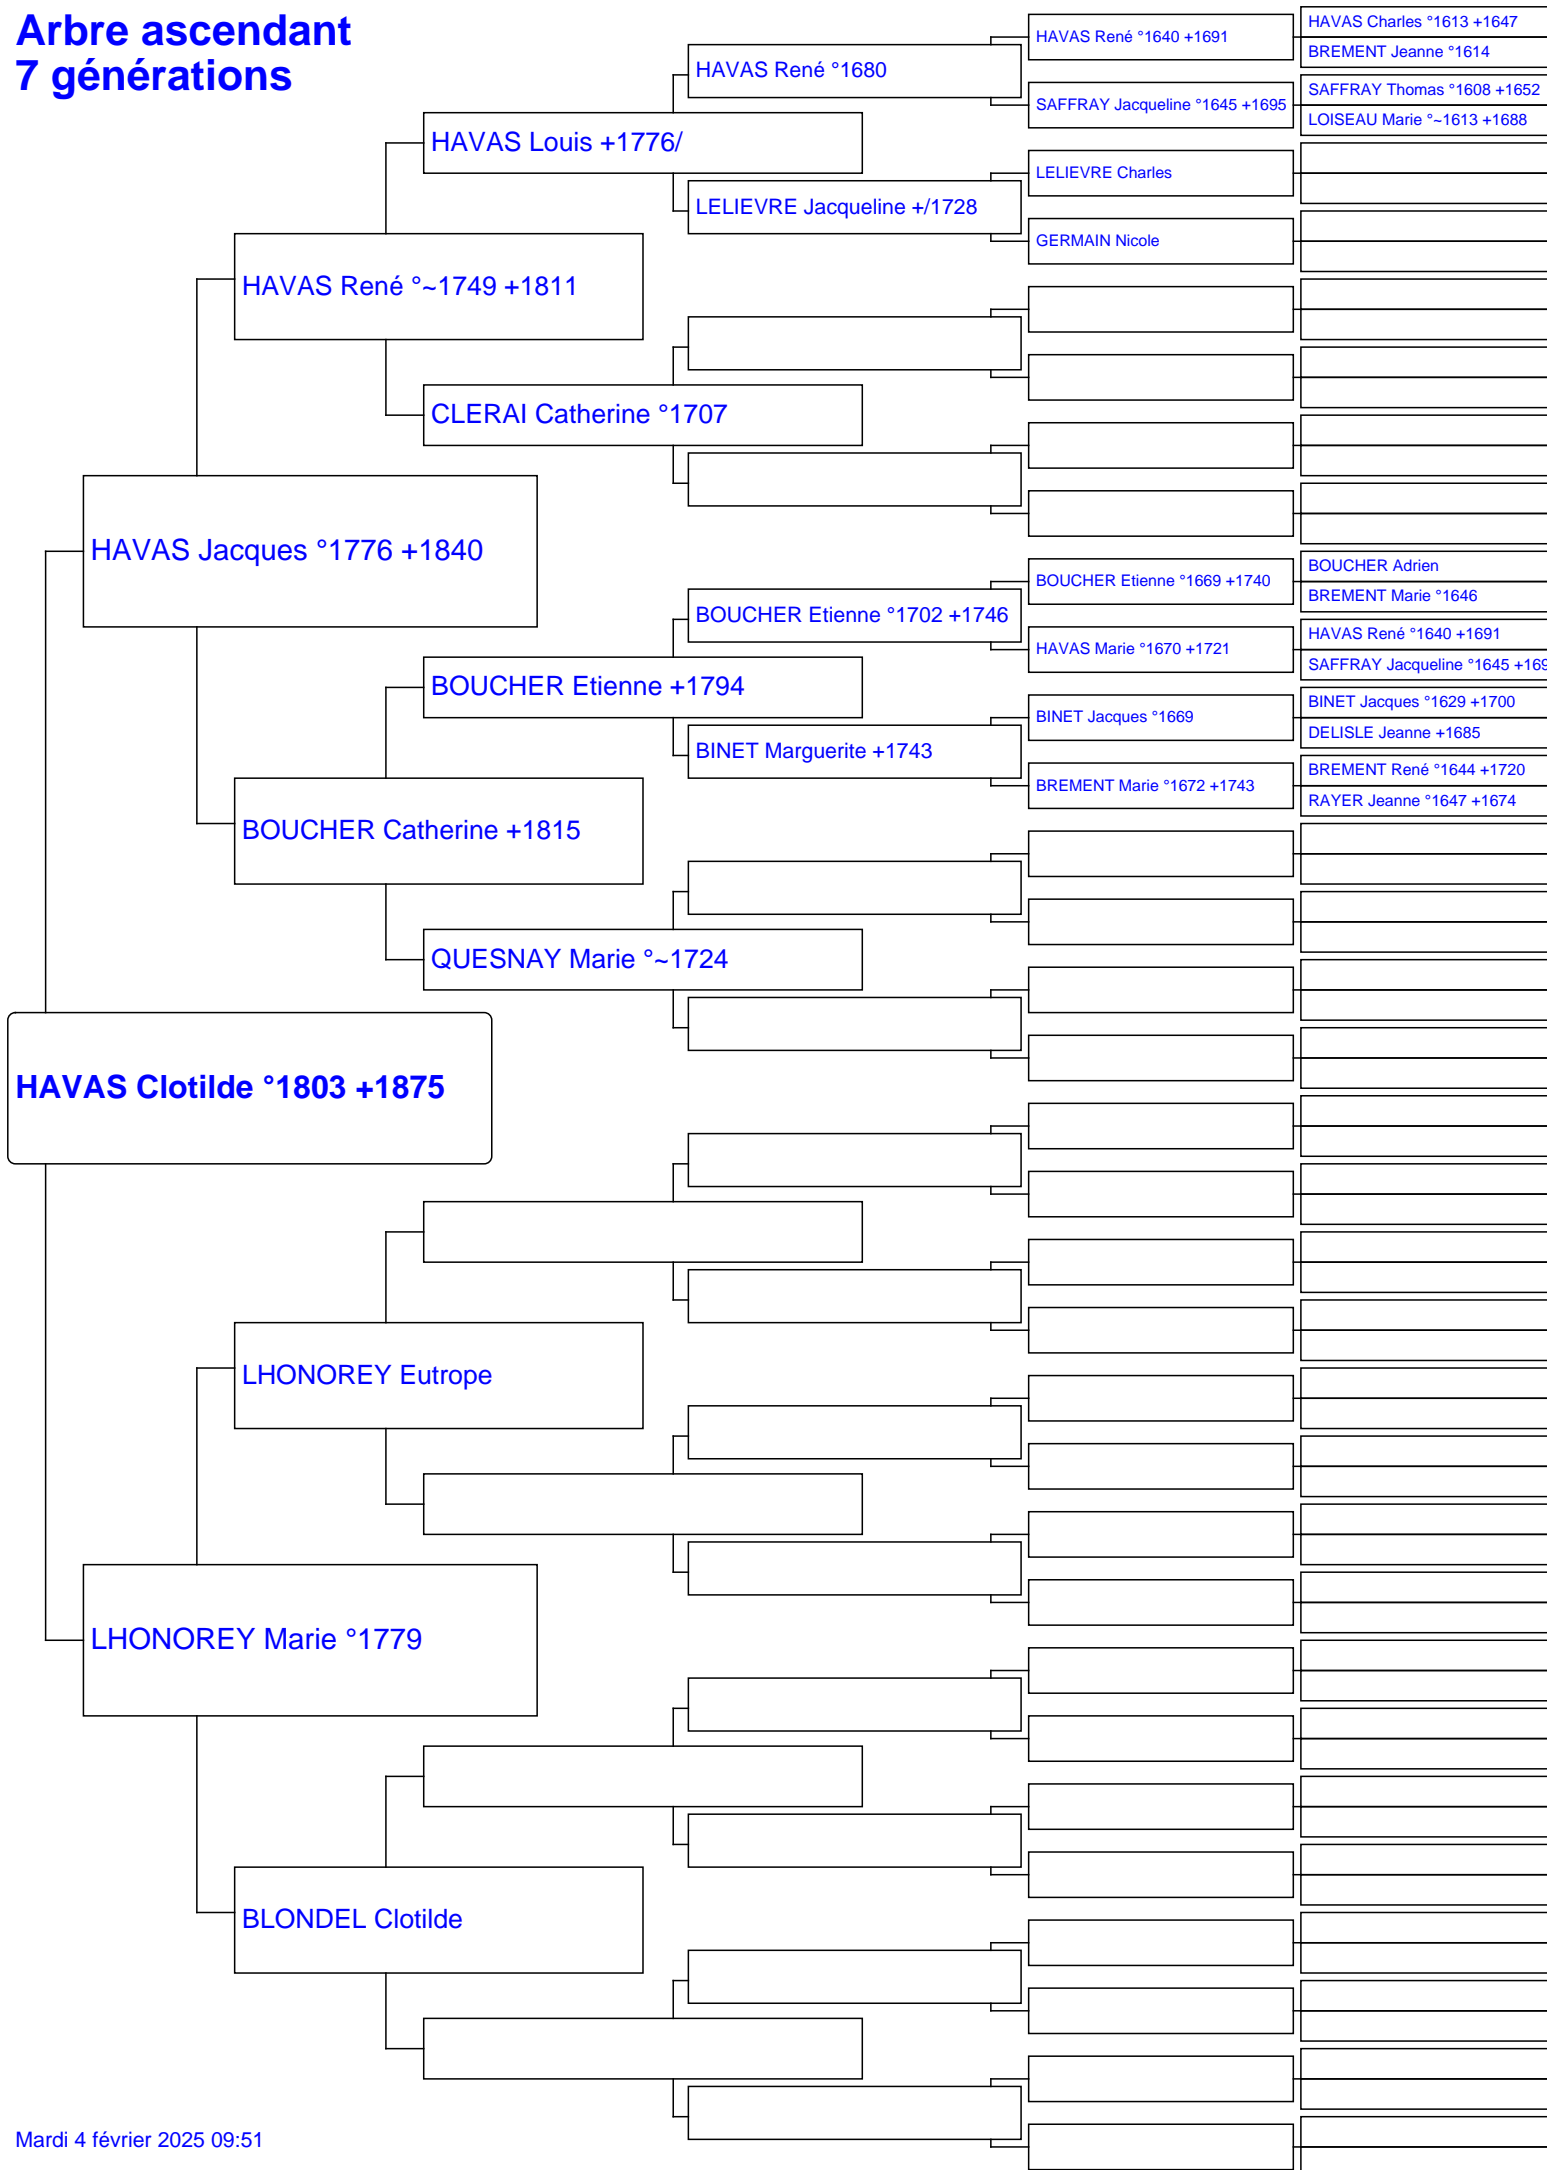 Arbre ascendant
7 générations
HAVAS Clotilde °1803 +1875
HAVAS Jacques °1776 +1840
LHONOREY Marie °1779
HAVAS René °~1749 +1811
BOUCHER Catherine +1815
LHONOREY Eutrope
BLONDEL Clotilde
HAVAS Louis +1776/
CLERAI Catherine °1707
BOUCHER Etienne +1794
QUESNAY Marie °~1724
HAVAS René °1680
LELIEVRE Jacqueline +/1728
BOUCHER Etienne °1702 +1746
BINET Marguerite +1743
HAVAS René °1640 +1691
SAFFRAY Jacqueline °1645 +1695
LELIEVRE Charles
GERMAIN Nicole
BOUCHER Etienne °1669 +1740
HAVAS Marie °1670 +1721
BINET Jacques °1669
BREMENT Marie °1672 +1743
HAVAS Charles °1613 +1647
BREMENT Jeanne °1614
SAFFRAY Thomas °1608 +1652
LOISEAU Marie °~1613 +1688
BOUCHER Adrien
BREMENT Marie °1646
HAVAS René °1640 +1691
SAFFRAY Jacqueline °1645 +169
BINET Jacques °1629 +1700
DELISLE Jeanne +1685
BREMENT René °1644 +1720
RAYER Jeanne °1647 +1674
Mardi 4 février 2025 09:51